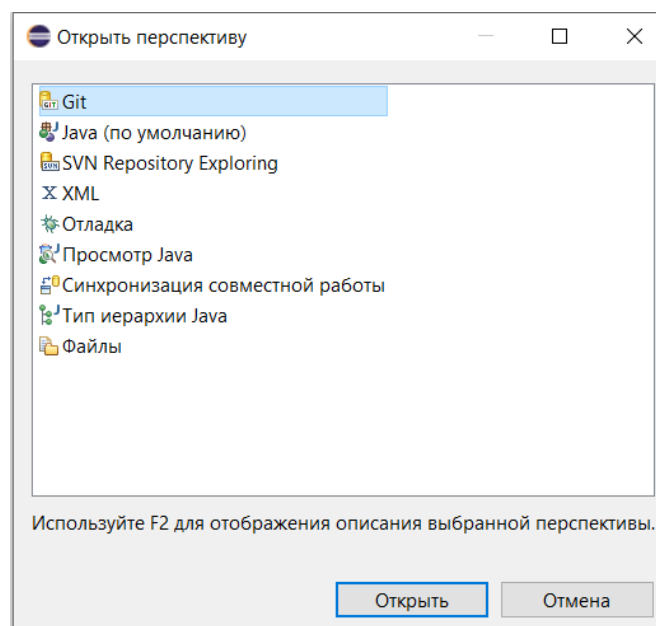 Открыть перспективу
Git
Java (по умолчанию)
SVN Repository Exploring
X XML
Отладка
Просмотр Java
Синхронизация совместной работы
Тип иерархии Java
Файлы
Используйте F2 для отображения описания выбранной перспективы.
Открыть Отмена